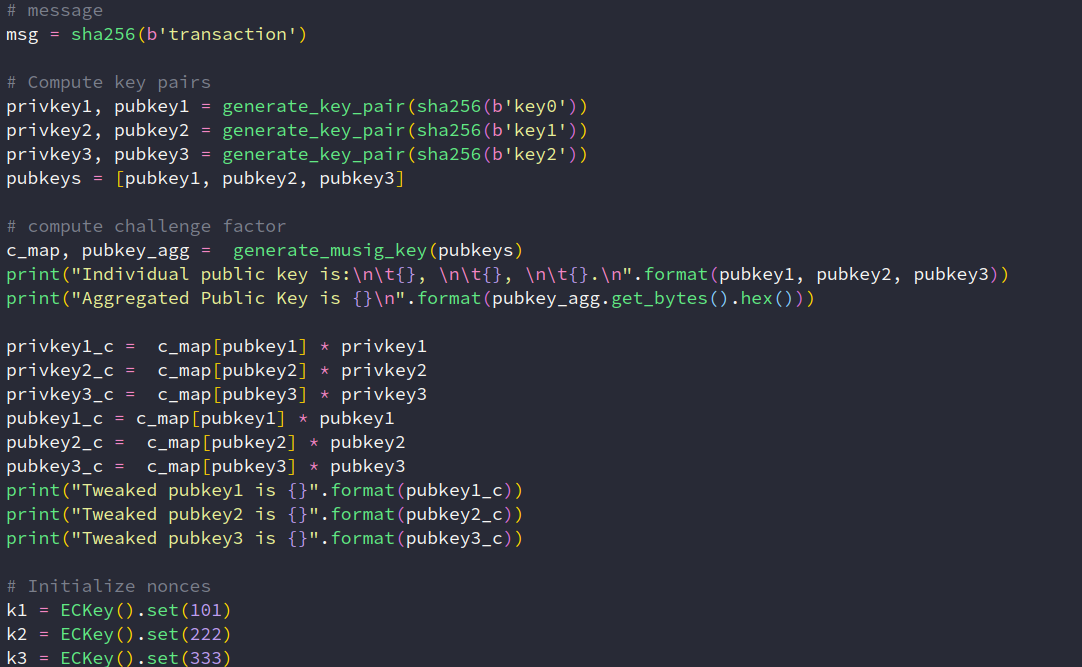 # message
msg = sha256(b'transaction')
# Compute key pairs
privkey1, pubkey1 = generate_key_pair(sha256(b'key0'))
privkey2, pubkey2 = generate_key_pair(sha256(b'key1'))
privkey3, pubkey3 = generate_key_pair(sha256(b'key2'))
pubkeys = [pubkey1, pubkey2, pubkey3]
# compute challenge factor
c_map, pubkey_agg =  generate_musig_key(pubkeys)
print("Individual public key is:\n\t{}, \n\t{}, \n\t{}.\n".format(pubkey1, pubkey2, pubkey3))
print("Aggregated Public Key is {}\n".format(pubkey_agg.get_bytes().hex()))
privkey1_c =  c_map[pubkey1] * privkey1
privkey2_c =  c_map[pubkey2] * privkey2
privkey3_c =  c_map[pubkey3] * privkey3
pubkey1_c = c_map[pubkey1] * pubkey1
pubkey2_c =  c_map[pubkey2] * pubkey2
pubkey3_c =  c_map[pubkey3] * pubkey3
print("Tweaked pubkey1 is {}".format(pubkey1_c))
print("Tweaked pubkey2 is {}".format(pubkey2_c))
print("Tweaked pubkey3 is {}".format(pubkey3_c))
# Initialize nonces
k1 = ECKey().set(101)
k2 = ECKey().set(222)
k3 = ECKey().set(333)